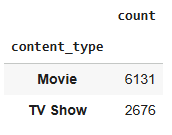 count
content_type
Movie 6131
TV Show 2676